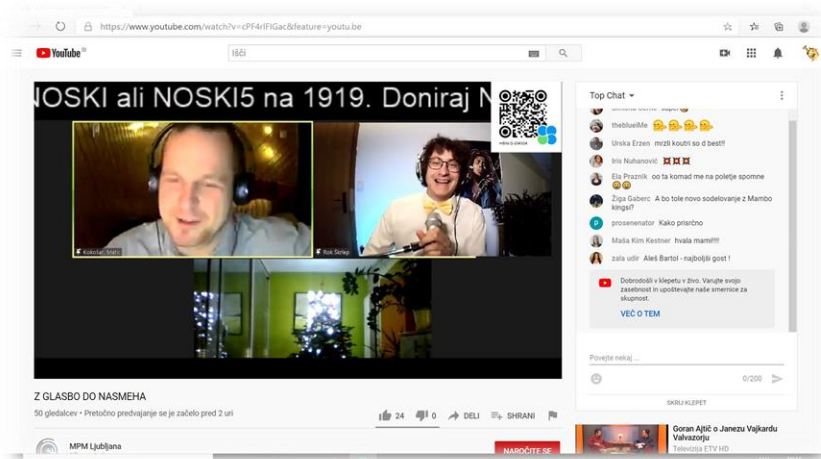 https://www.youtube.com/watch?v=cPF4rIFIGac&feature=youtu.be
YouTube SI
Išči
NOSKI ali NOSKI5 na 1919. Doniraj N
Kokošar, Matic
Rok Škrlep
Z GLASBO DO NASMEHA
50 gledalcev • Pretočno predvajanje se je začelo pred 2 uri
24
0
DELI
SHRANI
MPM Ljubljana
NAROČITE SE
Top Chat
theblueiMe
Urska Erzen mrzli koutri so d best!!
Iris Nuhanović
Ela Praznik oo ta komad me na poletje spomne
Žiga Gaberc A bo tole novo sodelovanje z Mambo
kingsi?
P
prosenenator Kako prisrčno
Maša Kim Kestner hvala mami!!!!
zala udir Aleš Bartol - najboljši gost !
Dobrodošli v klepetu v živo. Varujte svojo
zasebnost in upoštevajte naše smernice za
skupnost.
VEČ O TEM
Povejte nekaj ...
0/200
SKRIJ KLEPET
Goran Ajtič o Janezu Vajkardu
Valvazorju
Televizija ETV HD